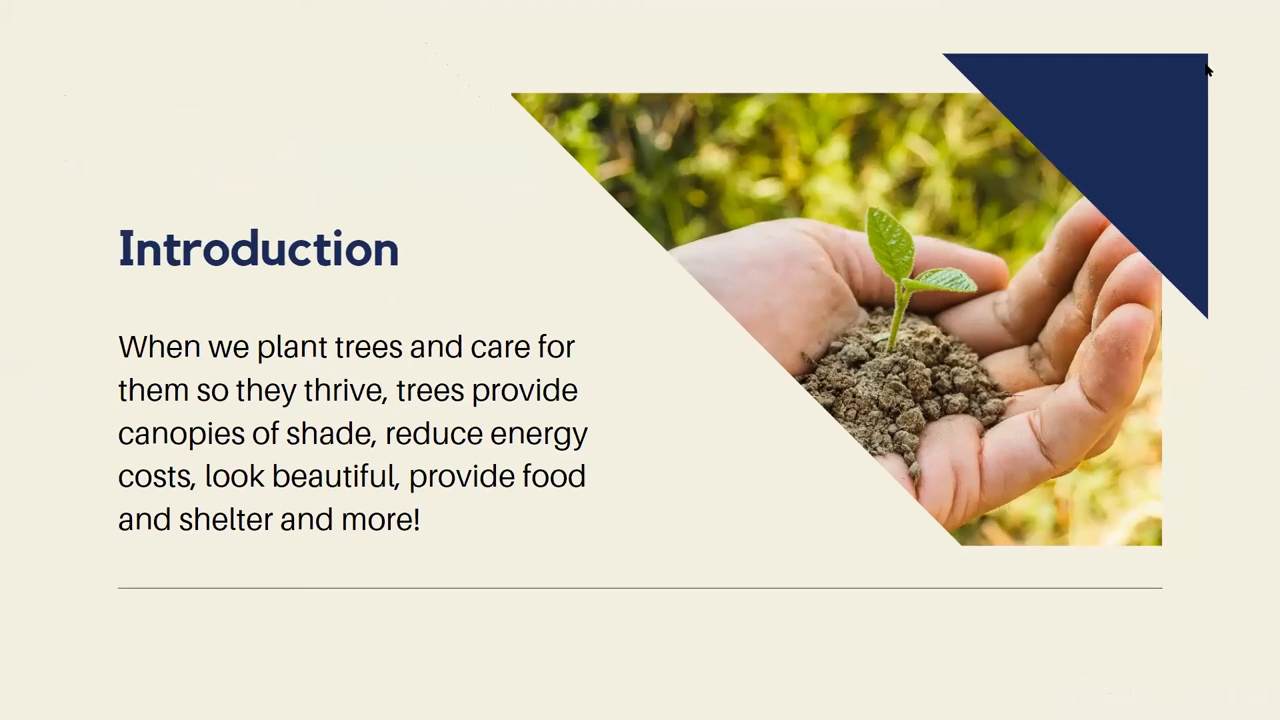 Introduction
When we plant trees and care for
them so they thrive, trees provide
canopies of shade, reduce energy
costs, look beautiful, provide food
and shelter and more!